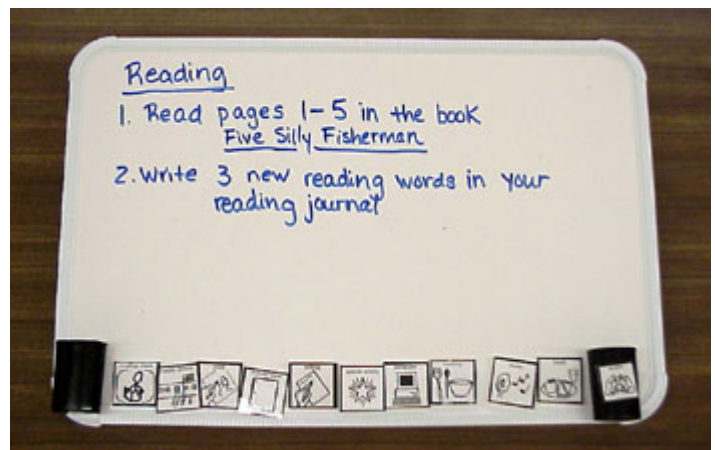 Reading
1. Read pages 1-5 in the book
Five Silly Fisherman
2. Write 3 new reading words in your
reading journal